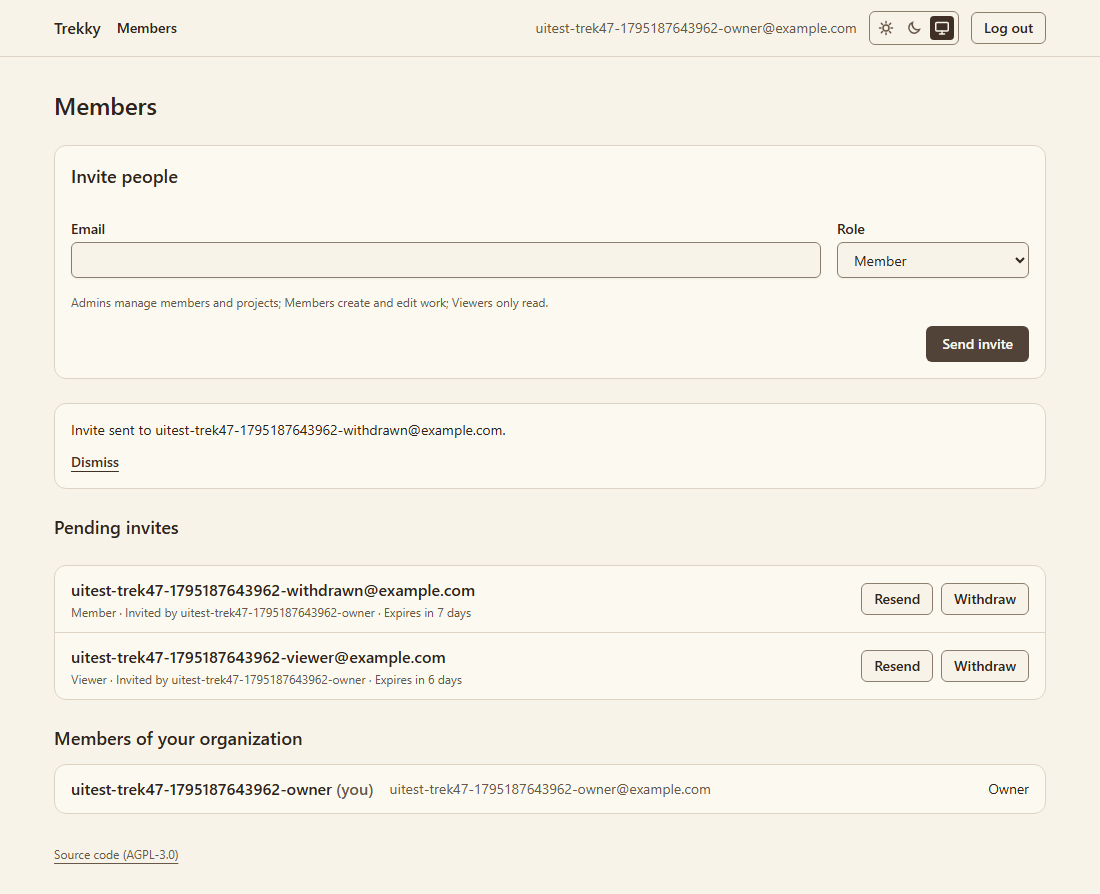 Trekky Members uitest-trek47-1795187643962-owner@example.com Log out
Members
Invite people
Email Role
Member
Admins manage members and projects; Members create and edit work; Viewers only read.
Send invite
Invite sent to uitest-trek47-1795187643962-withdrawn@example.com.
Dismiss
Pending invites
uitest-trek47-1795187643962-withdrawn@example.com
Member · Invited by uitest-trek47-1795187643962-owner · Expires in 7 days
Resend Withdraw
uitest-trek47-1795187643962-viewer@example.com
Viewer · Invited by uitest-trek47-1795187643962-owner · Expires in 6 days
Resend Withdraw
Members of your organization
uitest-trek47-1795187643962-owner (you) uitest-trek47-1795187643962-owner@example.com Owner
Source code (AGPL-3.0)